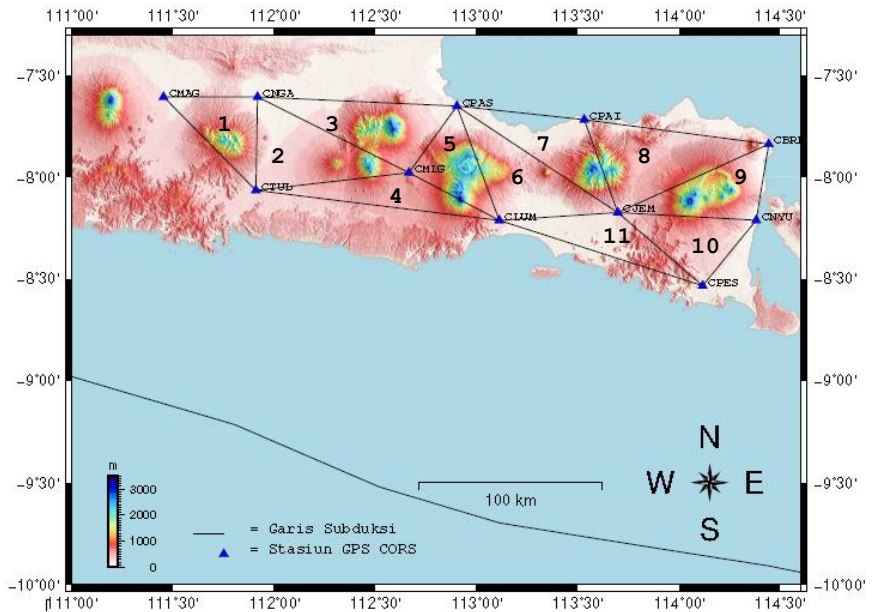 111°00' 111°30' 112°00' 112°30' 113°00' 113°30' 114°00' 114°30'
-7°30' -7°30'
CMAG CNGA CPAS CPAI CBRN
1 3 5 7 8
2 CMIG 6 9
-8°00' -8°00'
CTUL 4 CLUM CJEM CNYU
11 10
-8°30' CPES -8°30'
-9°00' -9°00'
N
W E
S
-9°30' -9°30'
m
3000
2000
1000
0
100 km
= Garis Subduksi
= Stasiun GPS CORS
-10°00' -10°00'
111°00' 111°30' 112°00' 112°30' 113°00' 113°30' 114°00' 114°30'